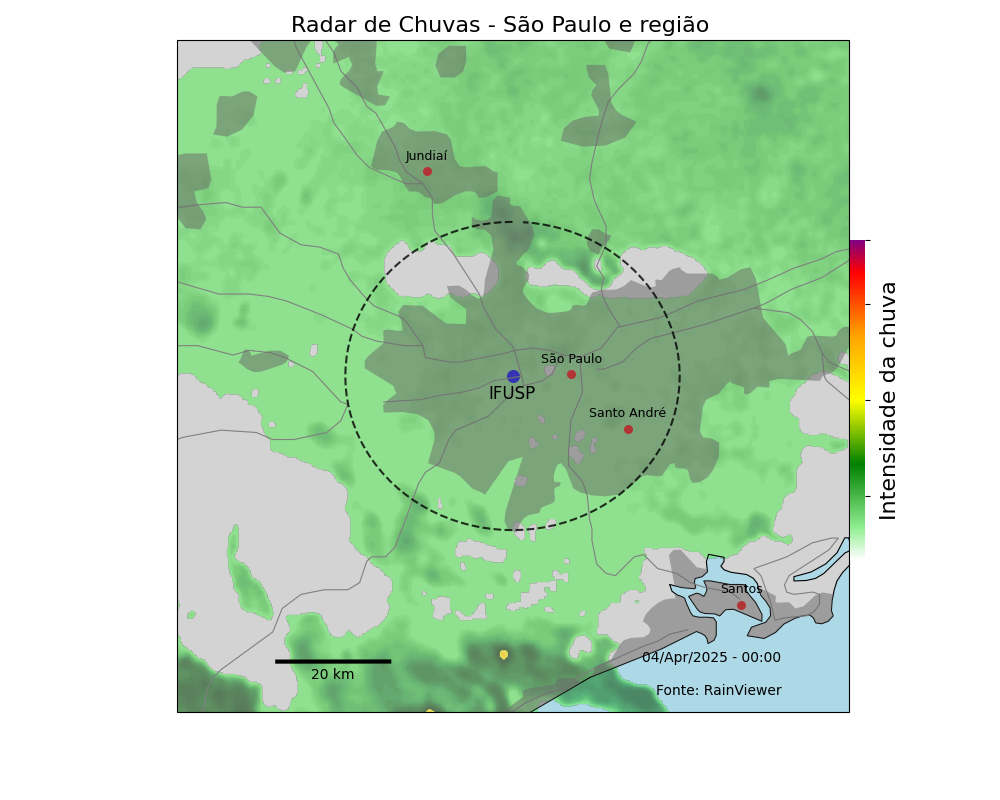 Radar de Chuvas - São Paulo e região
Jundiaí
São Paulo
IFUSP
Santo André
Santos
04/Apr/2025 - 00:00
20 km
Fonte: RainViewer
Intensidade da chuva